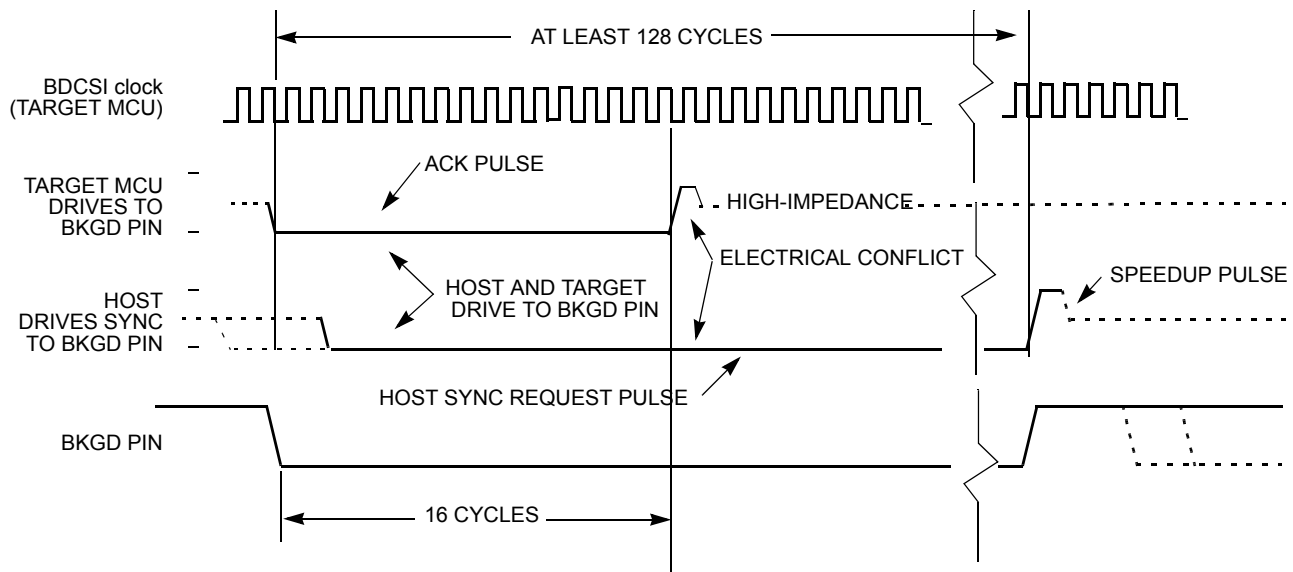 AT LEAST 128 CYCLES
BDCSI clock
(TARGET MCU)
ACK PULSE
TARGET MCU
DRIVES TO
BKGD PIN
HIGH-IMPEDANCE
ELECTRICAL CONFLICT
HOST AND TARGET
DRIVE TO BKGD PIN
SPEEDUP PULSE
HOST
DRIVES SYNC
TO BKGD PIN
HOST SYNC REQUEST PULSE
BKGD PIN
16 CYCLES